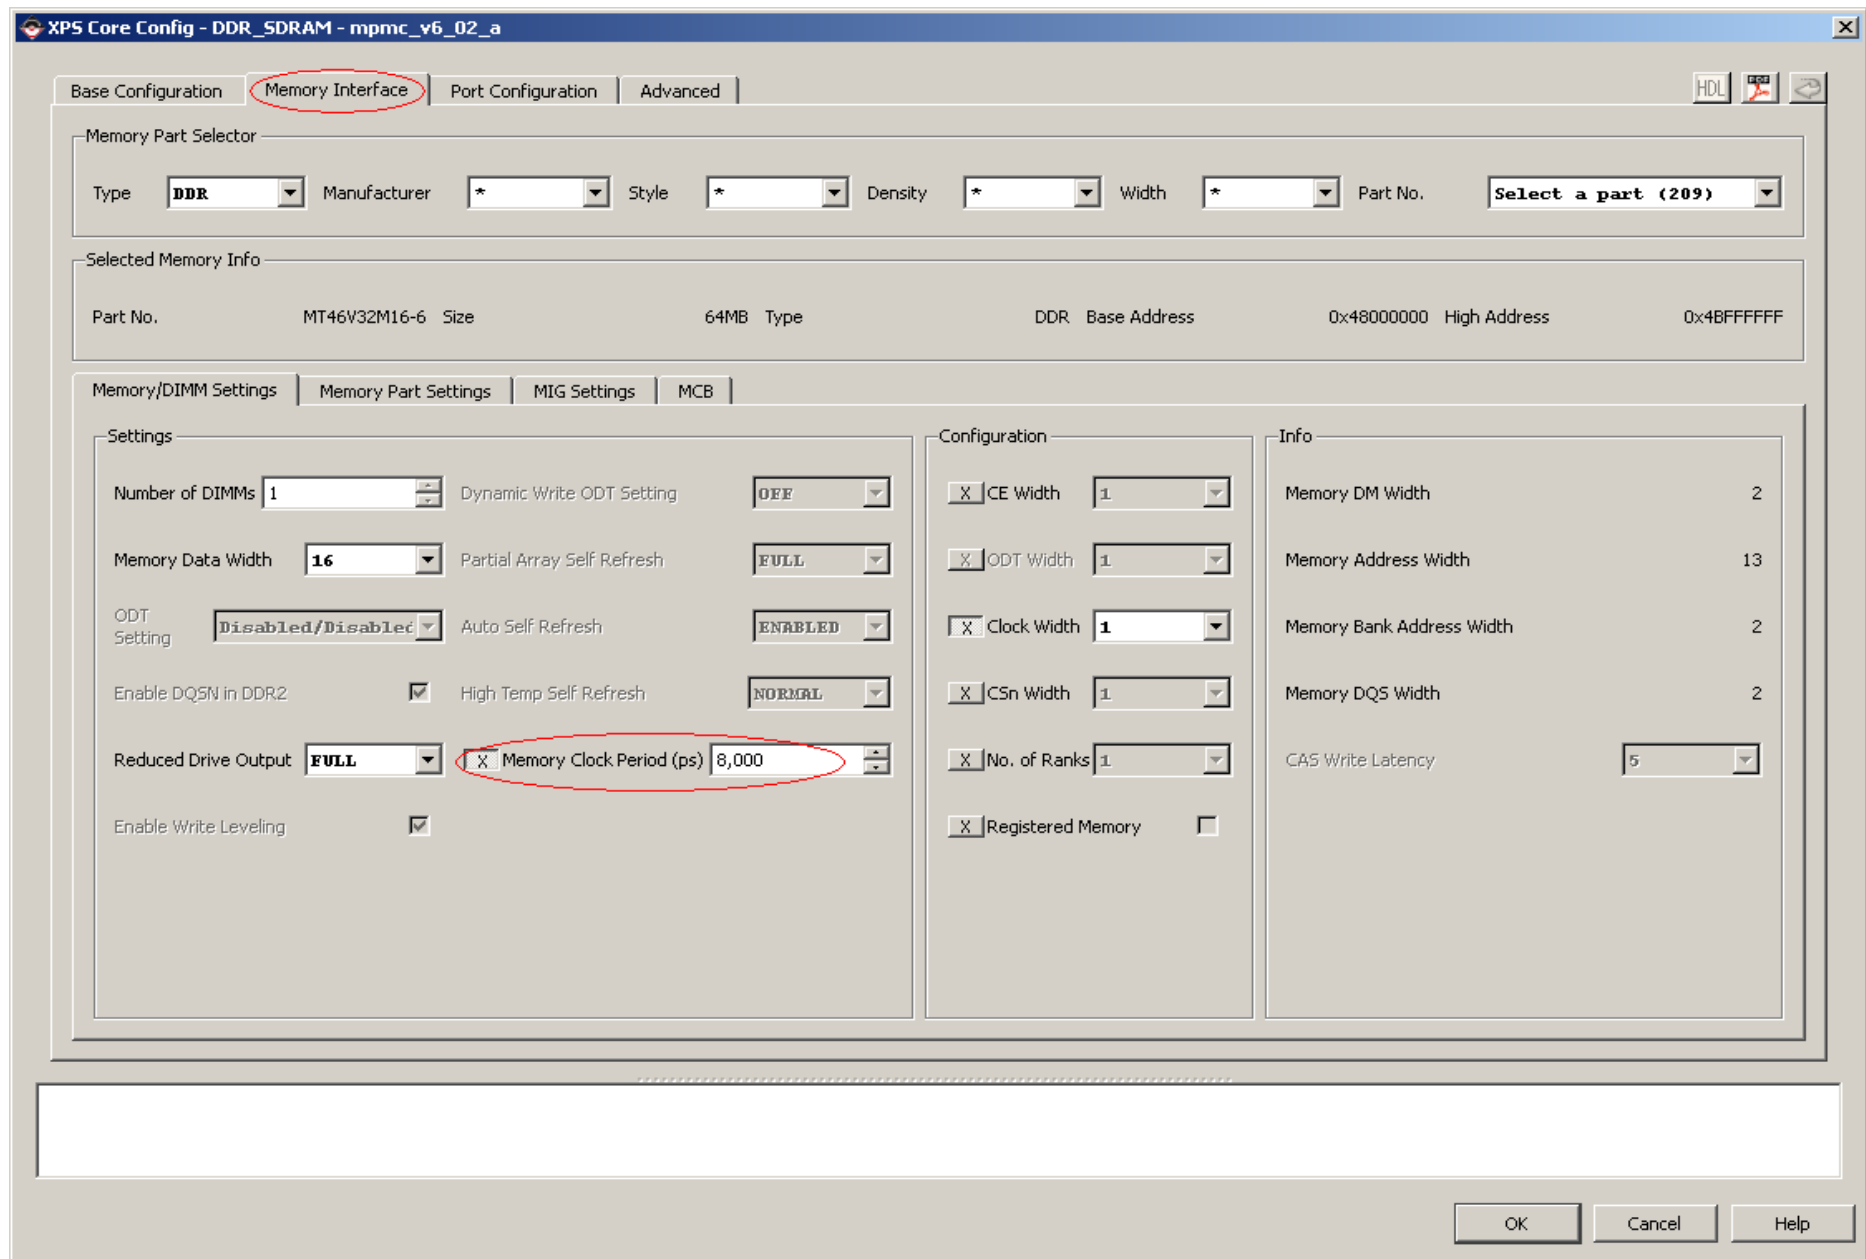 XPS Core Config - DDR_SDRAM - mpmc_v6_02_a
Base Configuration Memory Interface Port Configuration Advanced HDL PDF
Memory Part Selector
Type DDR Manufacturer * Style * Density * Width * Part No. Select a part (209)
Selected Memory Info
Part No. MT46V32M16-6 Size 64MB Type DDR Base Address 0x48000000 High Address 0x4BFFFFFF
Memory/DIMM Settings Memory Part Settings MIG Settings MCB
Settings Configuration Info
Number of DIMMs 1 Dynamic Write ODT Setting OFF X CE Width 1 Memory DM Width 2
Memory Data Width 16 Partial Array Self Refresh FULL X ODT Width 1 Memory Address Width 13
ODT Setting Disabled/Disabled Auto Self Refresh ENABLED X Clock Width 1 Memory Bank Address Width 2
Enable DQSN in DDR2 High Temp Self Refresh NORMAL X CSn Width 1 Memory DQS Width 2
Reduced Drive Output FULL X Memory Clock Period (ps) 8,000 X No. of Ranks 1 CAS Write Latency 5
Enable Write Leveling X Registered Memory
OK Cancel Help